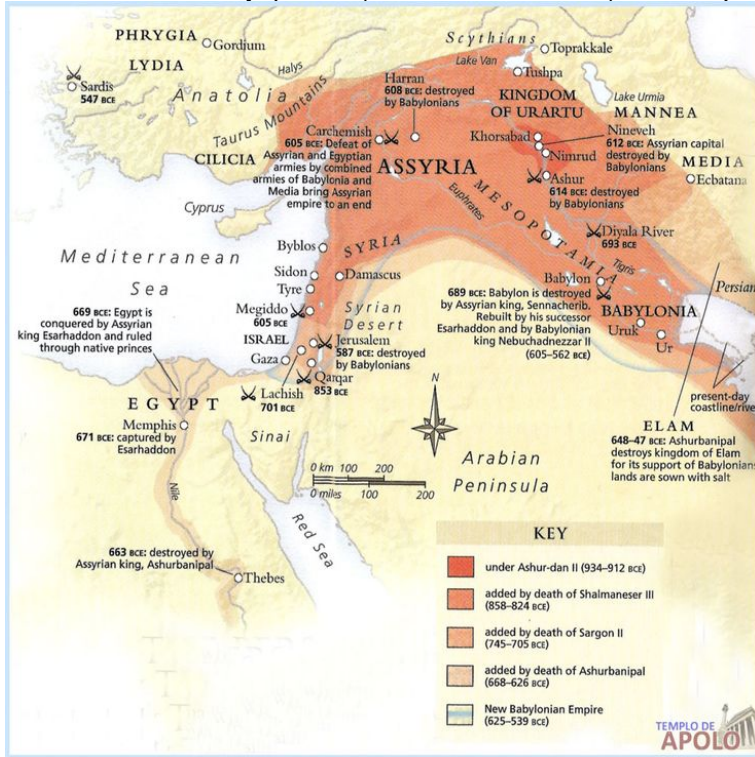 PHRYGIA
Gordium
LYDIA
Sardis
547 BCE
Anatolia
Halys
Taurus Mountains
CILICIA
Scythians
Toprakkale
Lake Van
Tushpa
Harran
608 BCE: destroyed
by Babylonians
KINGDOM
OF URARTU
Lake Urmia
MANNEA
Carchemish
605 BCE: Defeat of
Assyrian and Egyptian
armies by combined
armies of Babylonia and
Media bring Assyrian
empire to an end
ASSYRIA
Khorsabad
Nineveh
612 BCE: Assyrian capital
destroyed by
Babylonians
Nimrud
MEDIA
Ecbatana
Ashur
614 BCE: destroyed
by Babylonians
Euphrates
MESOPOTAMIA
Cyprus
Diyala River
693 BCE
Tigris
Byblos
SYRIA
Mediterranean
Sea
Sidon
Damascus
Tyre
Babylon
Persian
689 BCE: Babylon is destroyed
by Assyrian king, Sennacherib.
Rebuilt by his successor
Esarhaddon and by Babylonian
king Nebuchadnezzar II
(605–562 BCE)
BABYLONIA
Uruk
Ur
Megiddo
605 BCE
Syrian
Desert
669 BCE: Egypt is
conquered by Assyrian
king Esarhaddon and ruled
through native princes
ISRAEL
Jerusalem
587 BCE: destroyed
by Babylonians
Gaza
Qarqar
853 BCE
Lachish
701 BCE
present-day
coastline/rive
EGYPT
Memphis
671 BCE: captured by
Esarhaddon
Sinai
N
ELAM
648–47 BCE: Ashurbanipal
destroys kingdom of Elam
for its support of Babylonians
lands are sown with salt
0 km 100 200
0 miles 100 200
Arabian
Peninsula
Nile
Red Sea
663 BCE: destroyed by
Assyrian king, Ashurbanipal
Thebes
KEY
under Ashur-dan II (934–912 BCE)
added by death of Shalmaneser III
(858–824 BCE)
added by death of Sargon II
(745–705 BCE)
added by death of Ashurbanipal
(668–626 BCE)
New Babylonian Empire
(625–539 BCE)
TEMPLO DE
APOLO